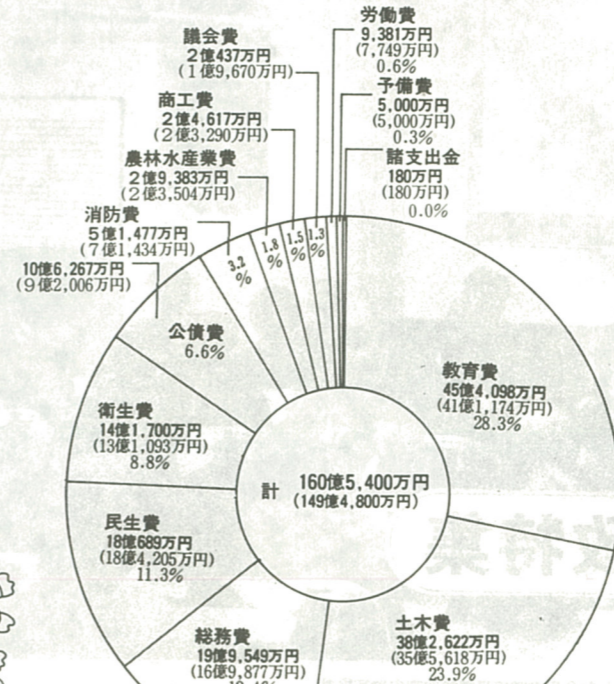 労働費
9,381万円
(7,749万円)
0.6%
議会費
2億437万円
(1億9,670万円)
予備費
5,000万円
(5,000万円)
0.3%
商工費
2億4,617万円
(2億3,290万円)
諸支出金
180万円
(180万円)
0.0%
農林水産業費
2億9,383万円
(2億3,504万円)
消防費
5億1,477万円
(7億1,434万円)
10億6,267万円
(9億2,006万円)
公債費
6.6%
3.2
%
1.8
%
1.5
%
1.3
%
教育費
45億4,098万円
(41億1,174万円)
28.3%
衛生費
14億1,700万円
(13億1,093万円)
8.8%
計 160億5,400万円
(149億4,800万円)
民生費
18億689万円
(18億4,205万円)
11.3%
土木費
38億2,622万円
(35億5,618万円)
23.9%
総務費
19億9,549万円
(16億9,877万円)